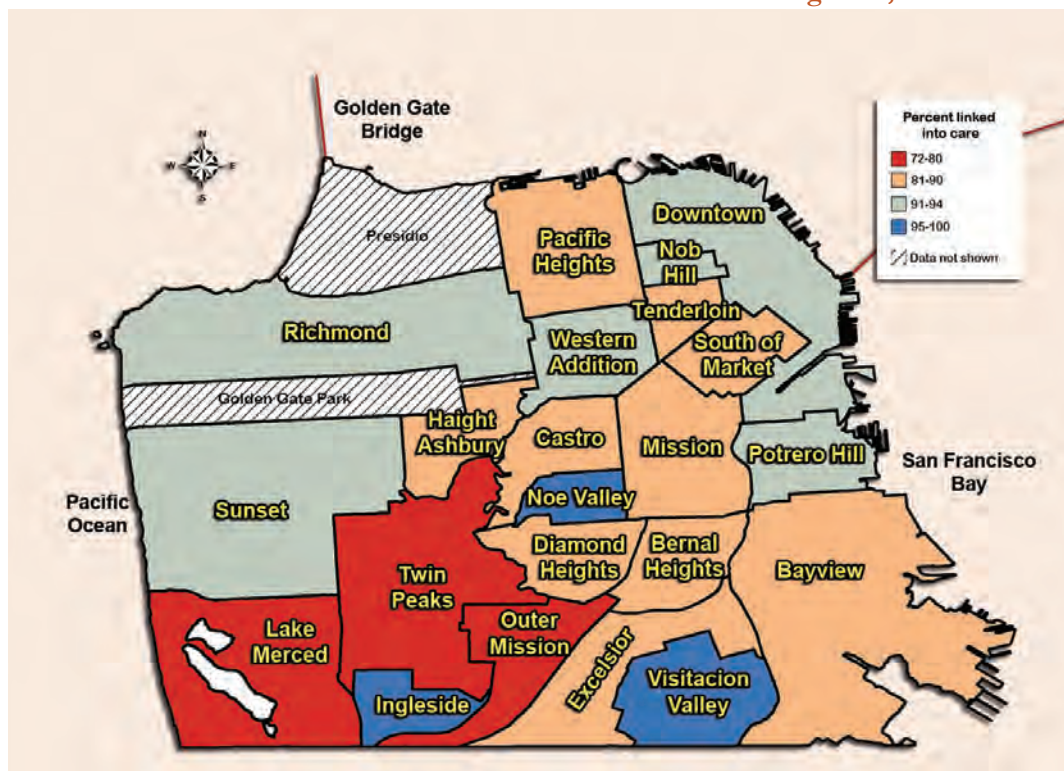 Golden Gate
Bridge
N
W
E
S
Percent linked
into care
72-80
81-90
91-94
95-100
Data not shown
Presidio
Pacific
Heights
Downtown
Nob
Hill
Tenderloin
Richmond
Western
Addition
South of
Market
Golden Gate Park
Haight
Ashbury
Castro
Mission
Potrero Hill
San Francisco
Bay
Pacific
Ocean
Sunset
Noe Valley
Diamond
Heights
Bernal
Heights
Bayview
Twin
Peaks
Outer
Mission
Lake
Merced
Excelsior
Ingleside
Visitacion
Valley